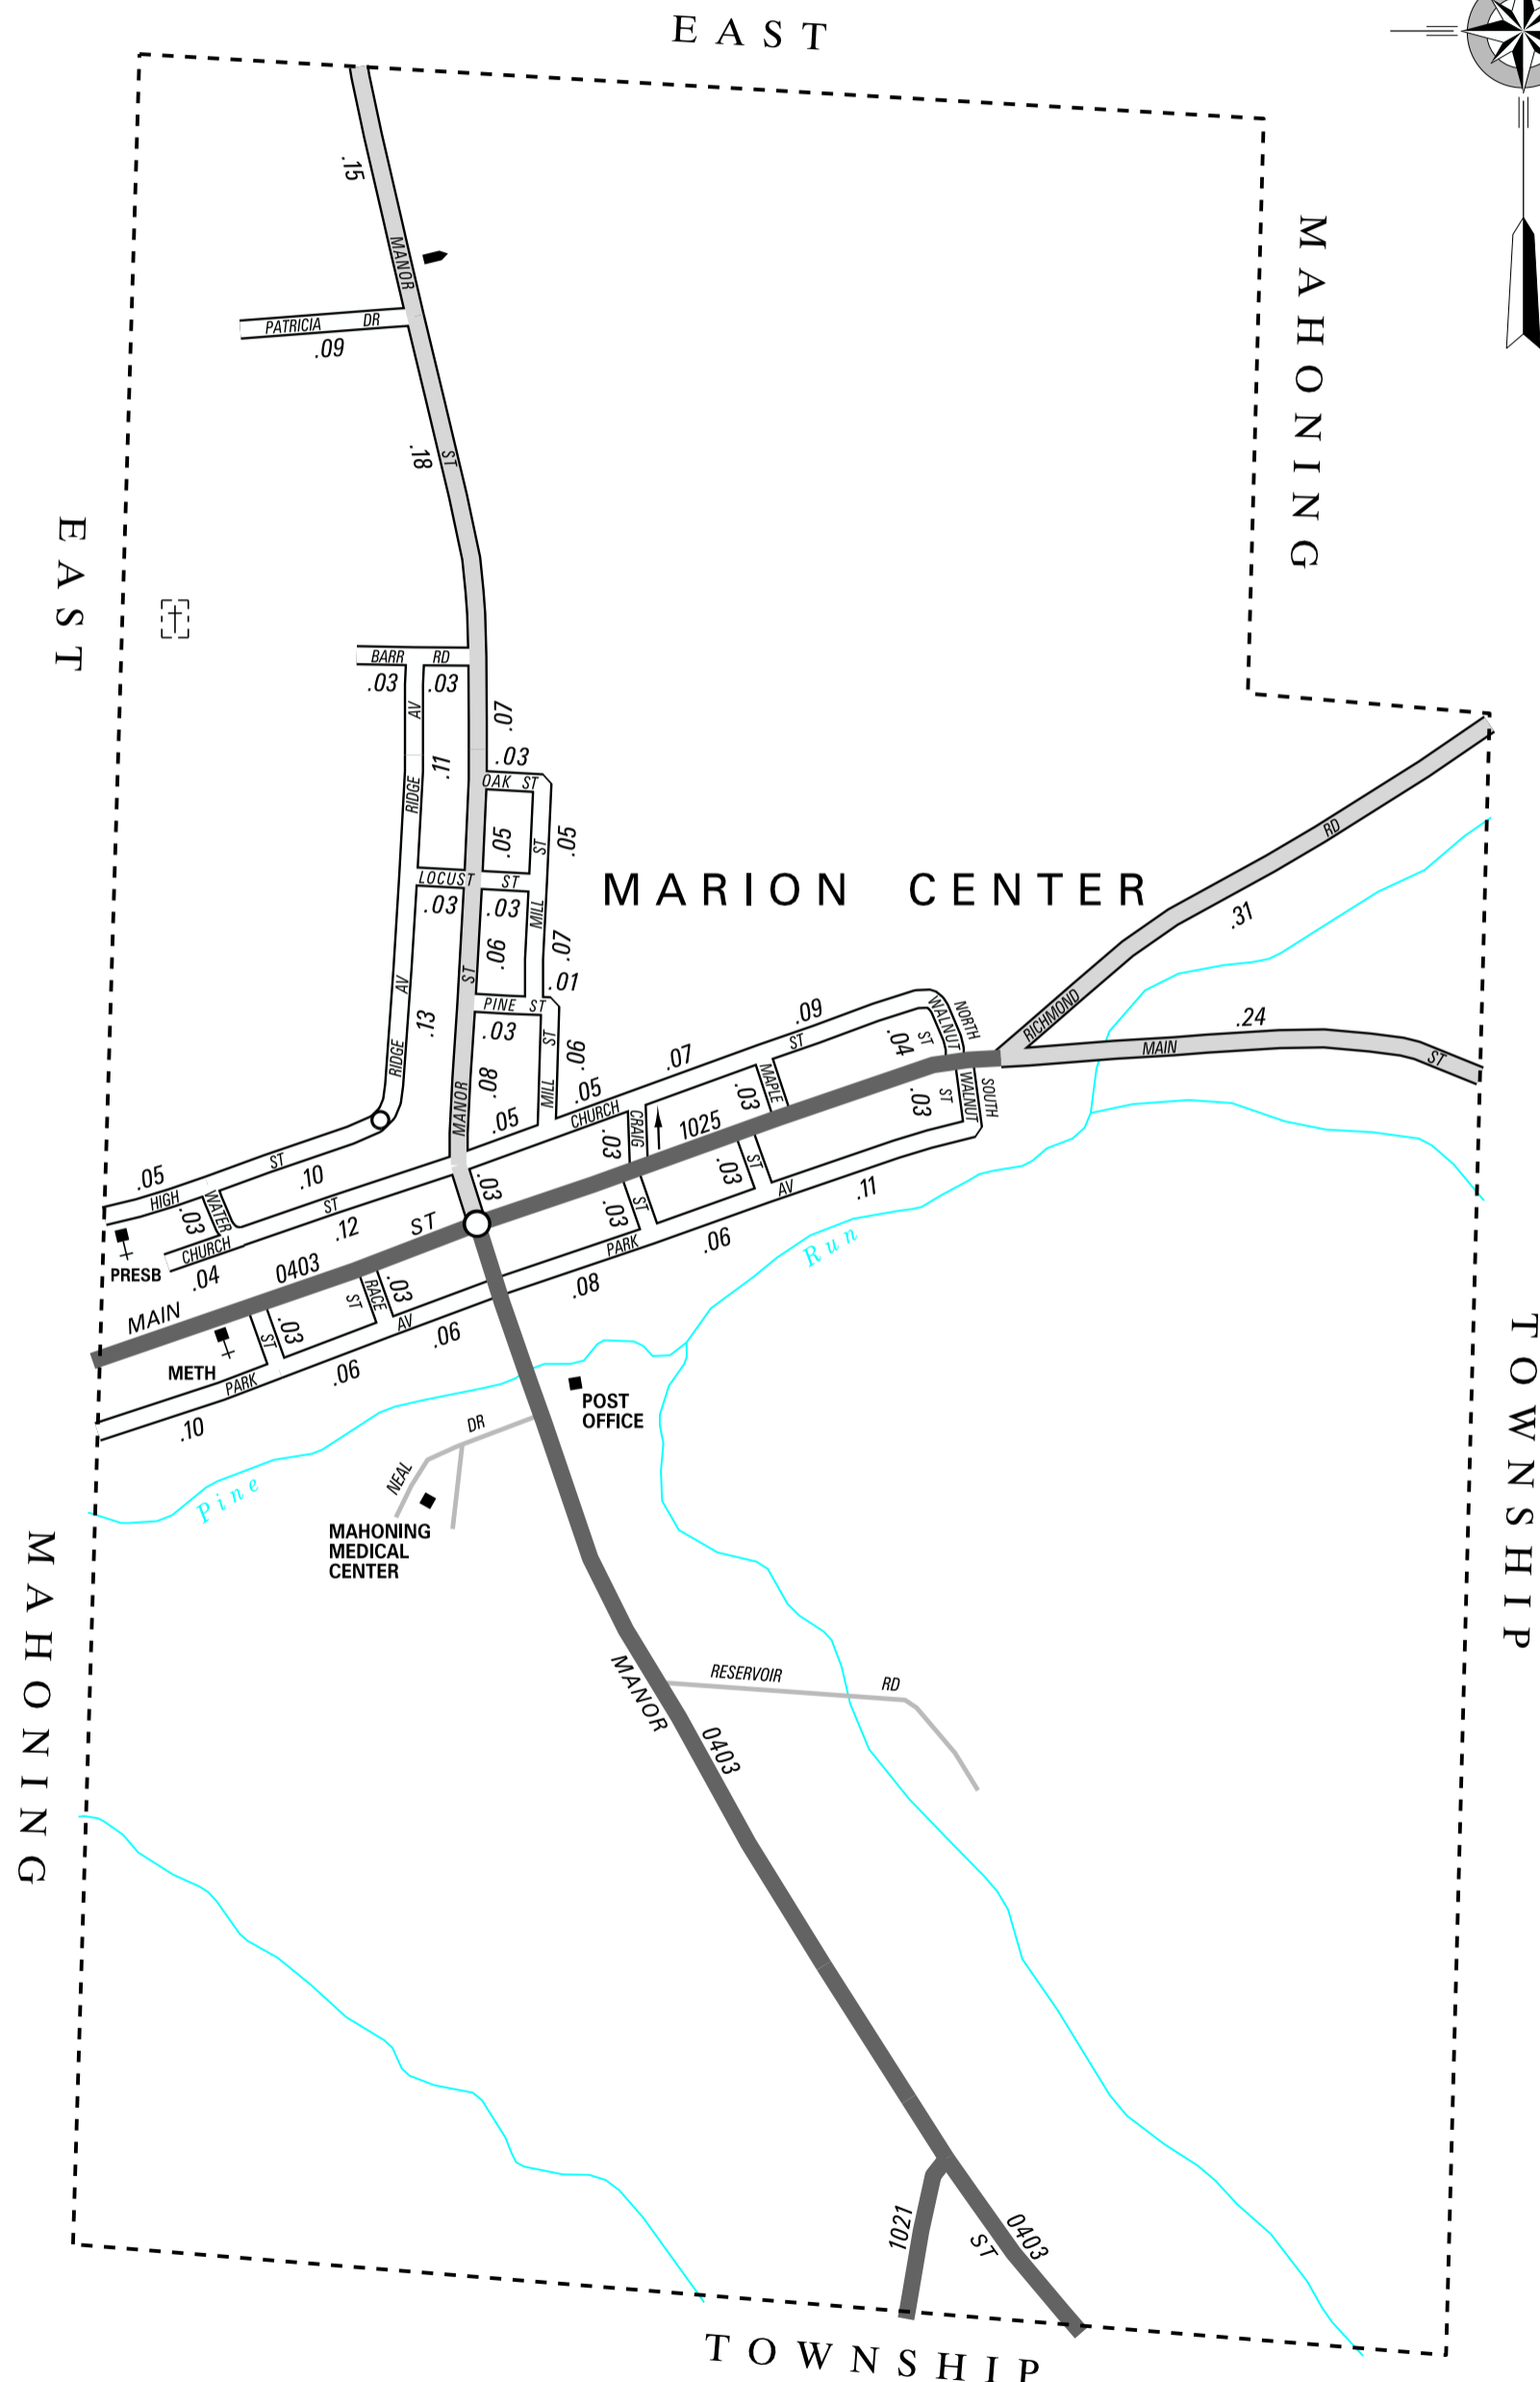 EAST
MAHONING
.15
MANOR
PATRICIA DR
.09
.18
ST
EAST
BARR RD
.03
.03
AV
.07
.03
OAK ST
.11
RIDGE
.05
ST
.05
LOCUST ST
.03
.03
MILL
MARION CENTER
RD
.31
.06
.07
.01
AV
ST
PINE ST
.03
.13
ST
.06
RIDGE
MANOR
.08
MILL
.05
.05
CHURCH
.07
.09
ST
.04
ST
WALNUT
NORTH
RICHMOND
.24
MAIN
ST
MAPLE
.03
CRAIG
.03
1025
.03
ST
WALNUT
SOUTH
.03
ST
AV
.11
.05
HIGH
ST
.10
WATER
.03
ST
.12
CHURCH
.04
.03
ST
.03
ST
PARK
.06
.08
Run
PRESB
0403
MAIN
ST
RACE
.03
AV
.06
METH
ST
.03
PARK
.06
.10
POST
OFFICE
DR
NEAL
Pine
MAHONING
MEDICAL
CENTER
TOWNSHIP
MAHONING
RESERVOIR RD
MANOR
0403
1021
ST
0403
TOWNSHIP